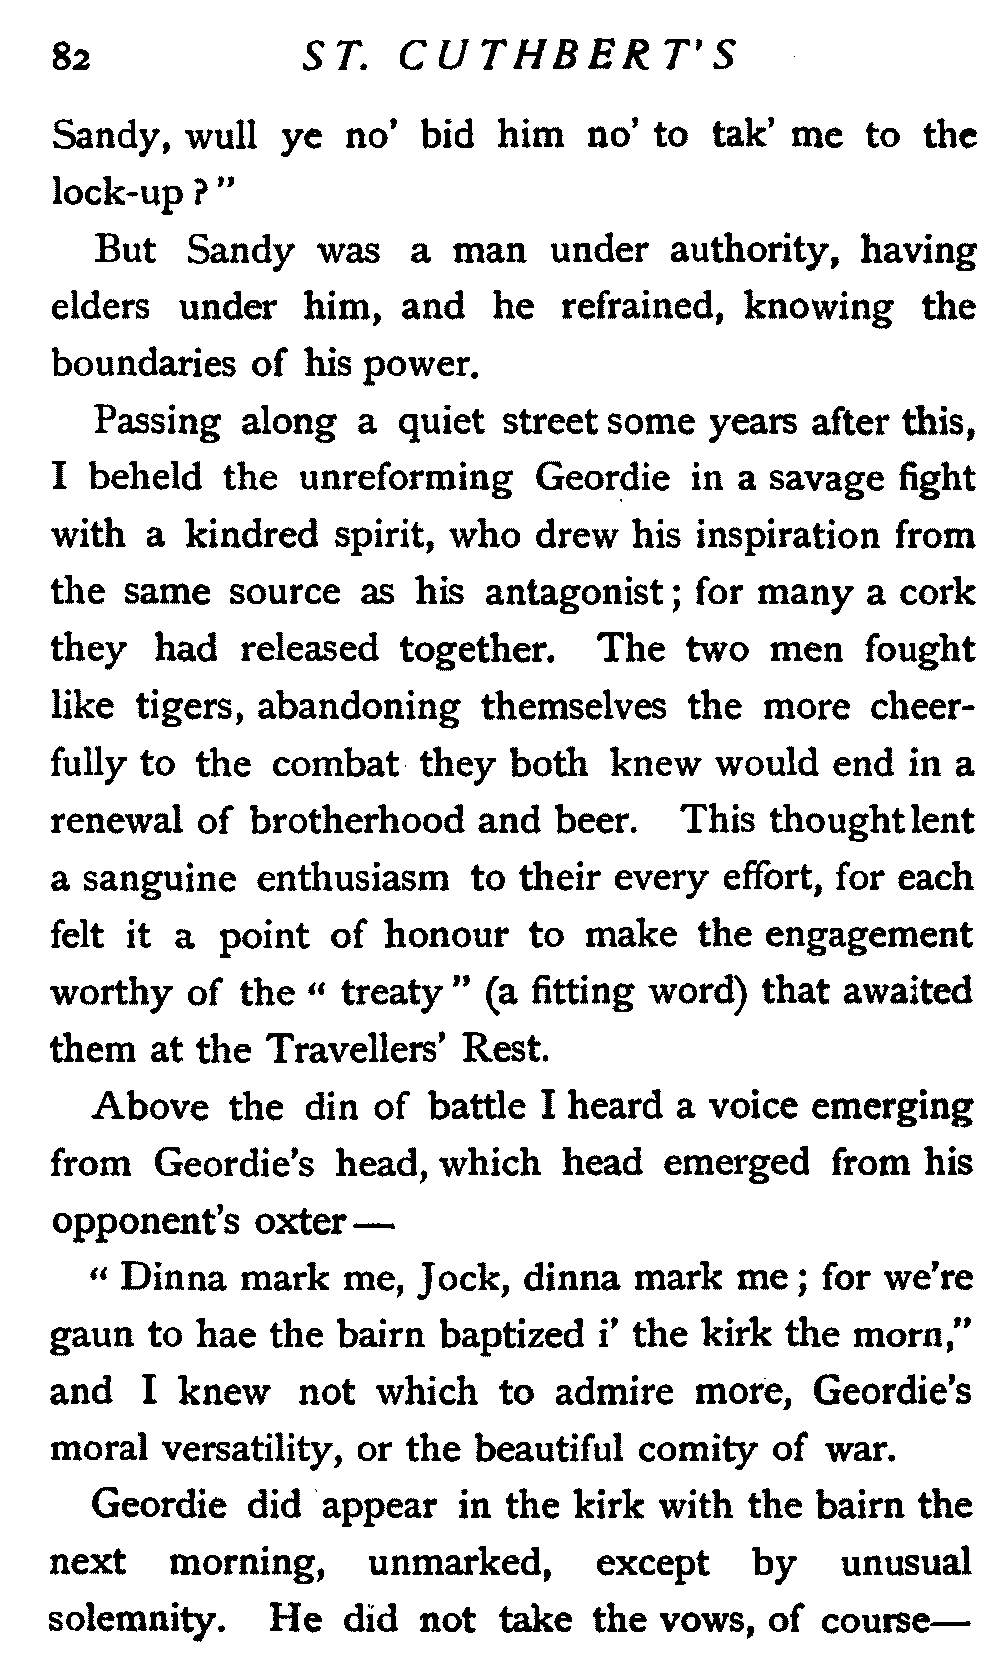 82 ST. CUTHBERT'S
Sandy, wull ye no' bid him no' to tak' me to the
lock-up?"
But Sandy was a man under authority, having
elders under him, and he refrained, knowing the
boundaries of his power.
Passing along a quiet street some years after this,
I beheld the unreforming Geordie in a savage fight
with a kindred spirit, who drew his inspiration from
the same source as his antagonist; for many a cork
they had released together. The two men fought
like tigers, abandoning themselves the more cheer-
fully to the combat they both knew would end in a
renewal of brotherhood and beer. This thought lent
a sanguine enthusiasm to their every effort, for each
felt it a point of honour to make the engagement
worthy of the "treaty" (a fitting word) that awaited
them at the Travellers' Rest.
Above the din of battle I heard a voice emerging
from Geordie's head, which head emerged from his
opponent's oxter—
"Dinna mark me, Jock, dinna mark me; for we're
gaun to hae the bairn baptized i' the kirk the morn,"
and I knew not which to admire more, Geordie's
moral versatility, or the beautiful comity of war.
Geordie did appear in the kirk with the bairn the
next morning, unmarked, except by unusual
solemnity. He did not take the vows, of course—